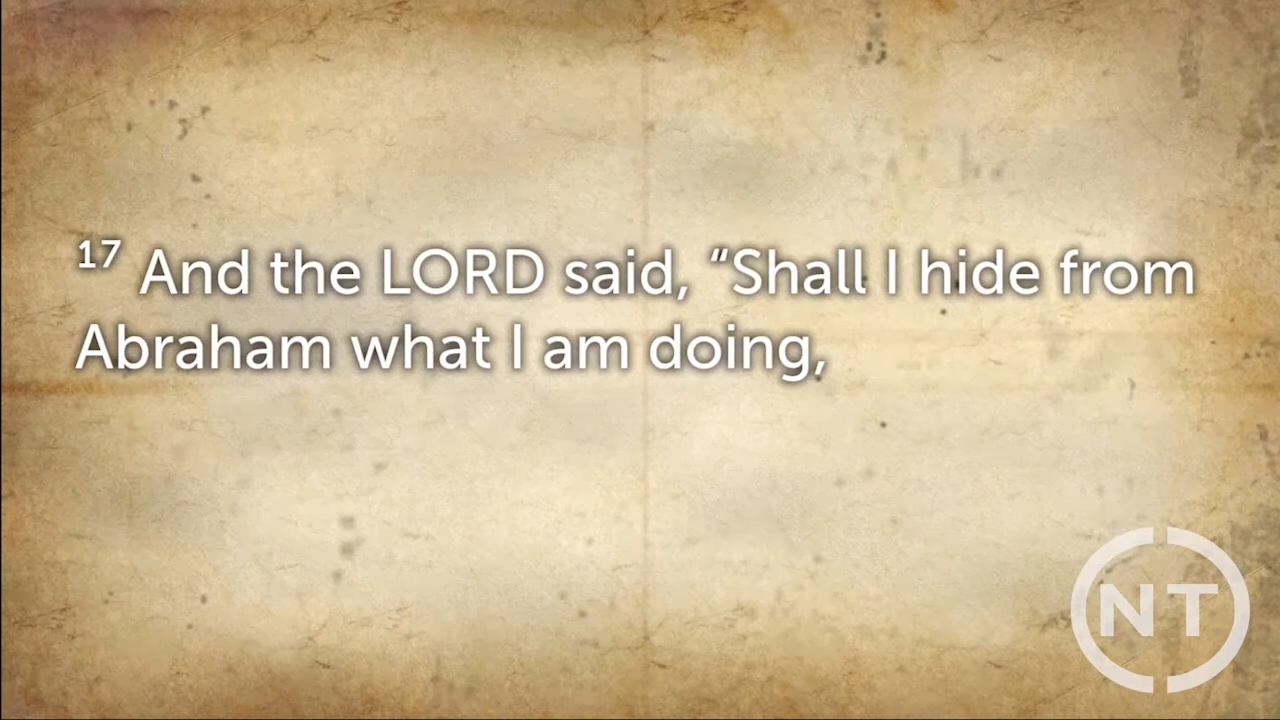 17 And the LORD said, “Shall I hide from
Abraham what I am doing,
NT